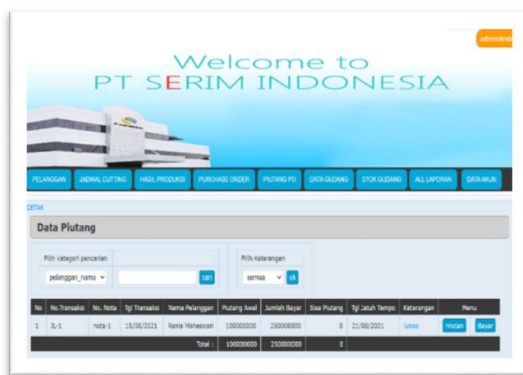 administrator
Welcome to
PT SERIM INDONESIA
PELANGGAN JADWAL CUTTING HASIL PRODUKSI PURCHASE ORDER PIUTANG PO DATA GUDANG STOK GUDANG ALL LAPORAN DATA AKUN
CETAK
Data Piutang
Pilih kategori pencarian Pilih Keterangan
pelanggan_nama cari semua ok
No No.Transaksi No. Nota Tgl Transaksi Nama Pelanggan Piutang Awal Jumlah Bayar Sisa Piutang Tgl Jatuh Tempo Keterangan Menu
1 JL-1 nota-1 15/08/2021 Rania Maheswari 100000000 250000000 0 21/08/2021 lunas rincian Bayar
Total : 100000000 250000000 0